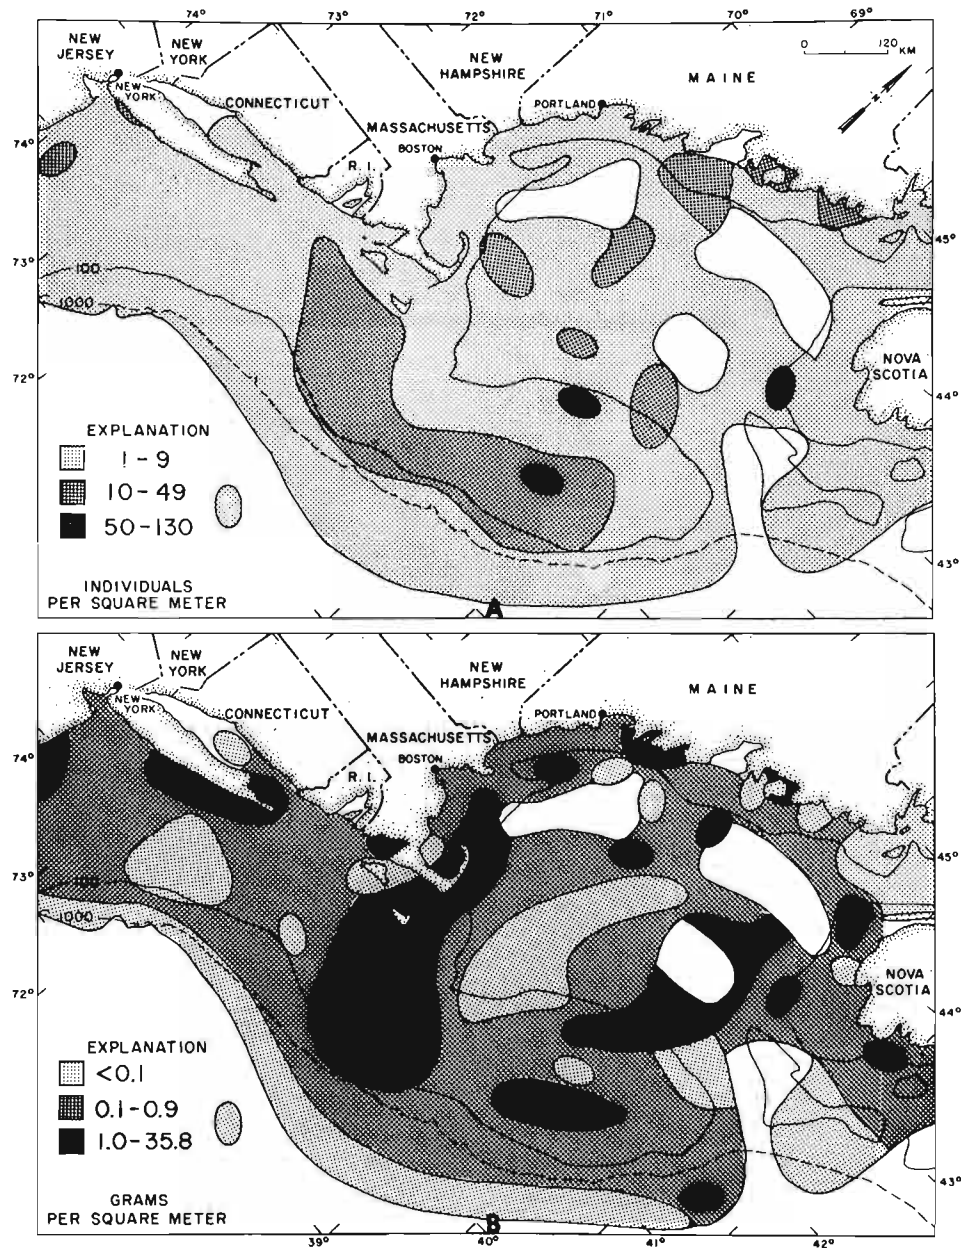 74°
73°
72°
71°
70°
69°
NEW
JERSEY
NEW
YORK
NEW
YORK
CONNECTICUT
MASSACHUSETTS
BOSTON
R.I.
NEW
HAMPSHIRE
PORTLAND
MAINE
0 120 KM
74°
73°
100
1000
72°
45°
NOVA
SCOTIA
44°
43°
EXPLANATION
1-9
10-49
50-130
INDIVIDUALS
PER SQUARE METER
A
NEW
JERSEY
NEW
YORK
NEW
YORK
CONNECTICUT
MASSACHUSETTS
BOSTON
R.I.
NEW
HAMPSHIRE
PORTLAND
MAINE
74°
73°
100
1000
72°
45°
NOVA
SCOTIA
44°
43°
EXPLANATION
<0.1
0.1-0.9
1.0-35.8
GRAMS
PER SQUARE METER
B
39°
40°
41°
42°